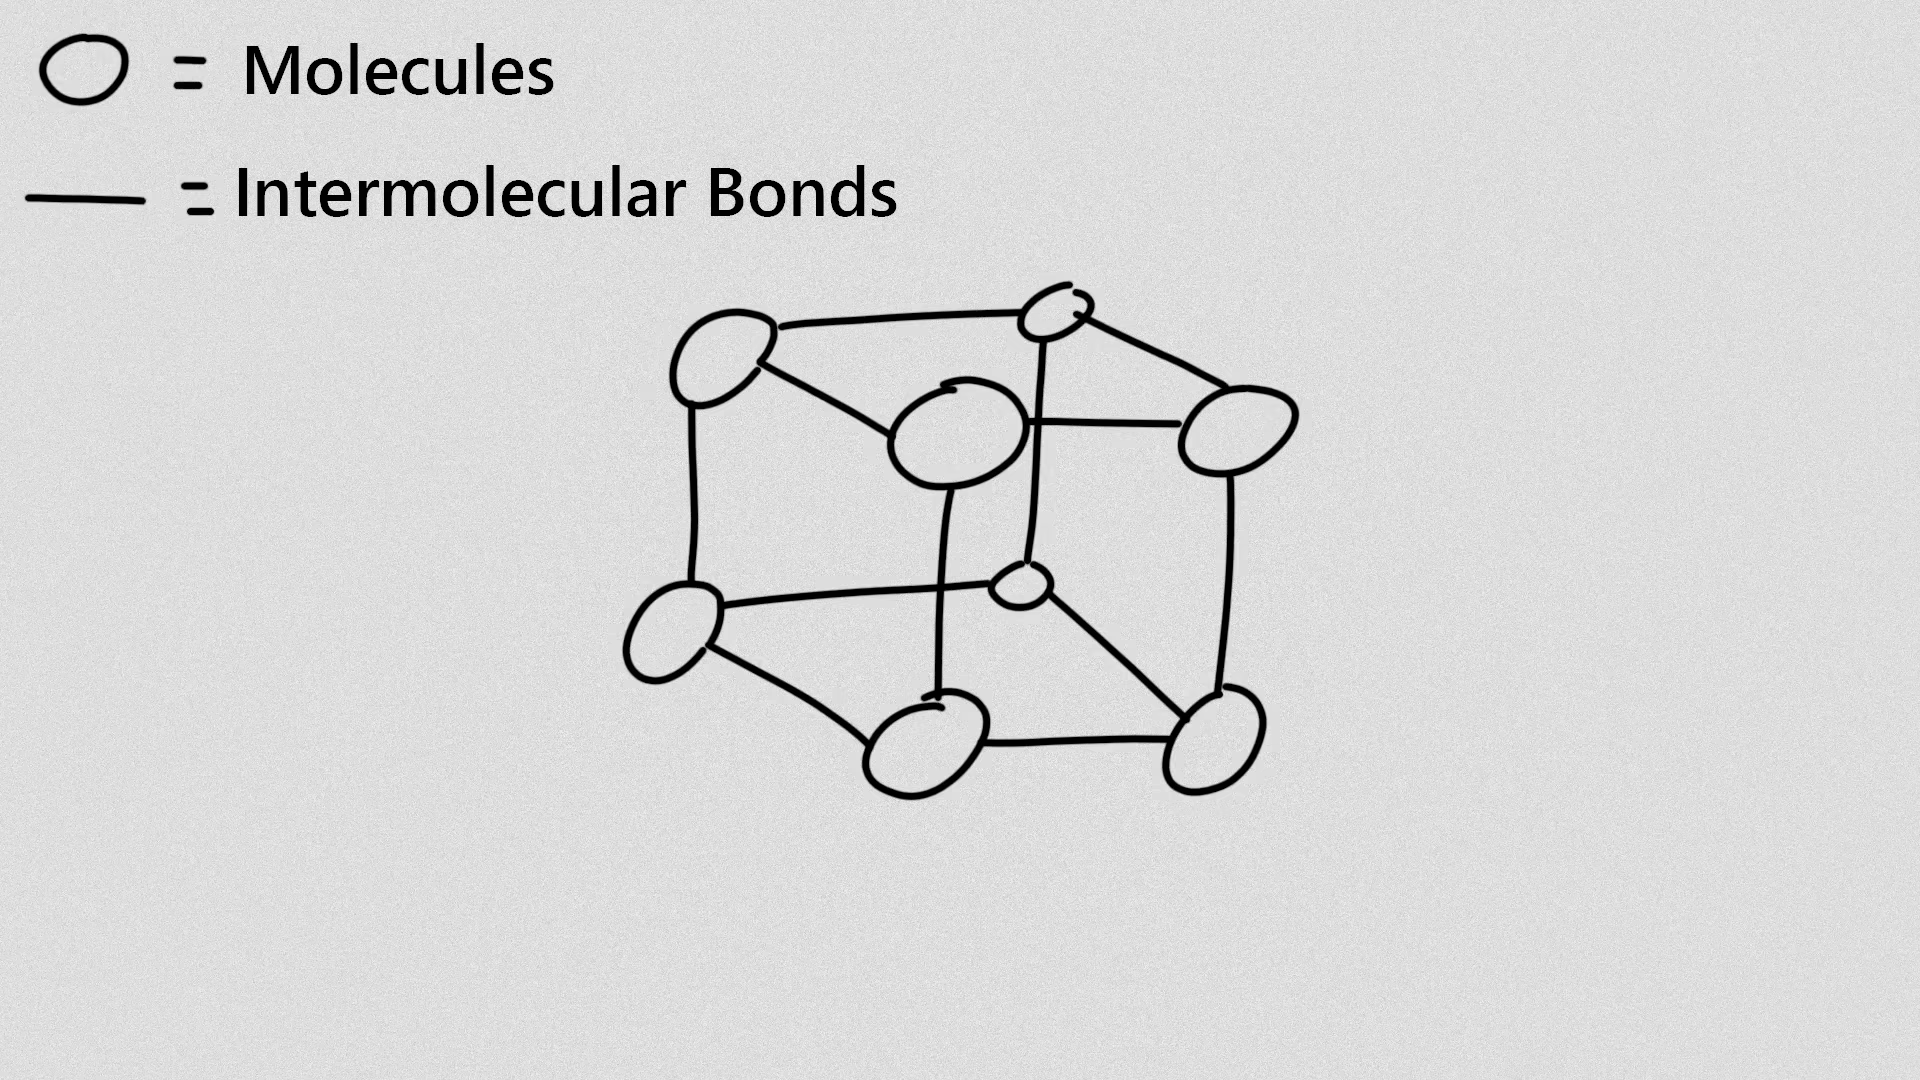 = Molecules
= Intermolecular Bonds